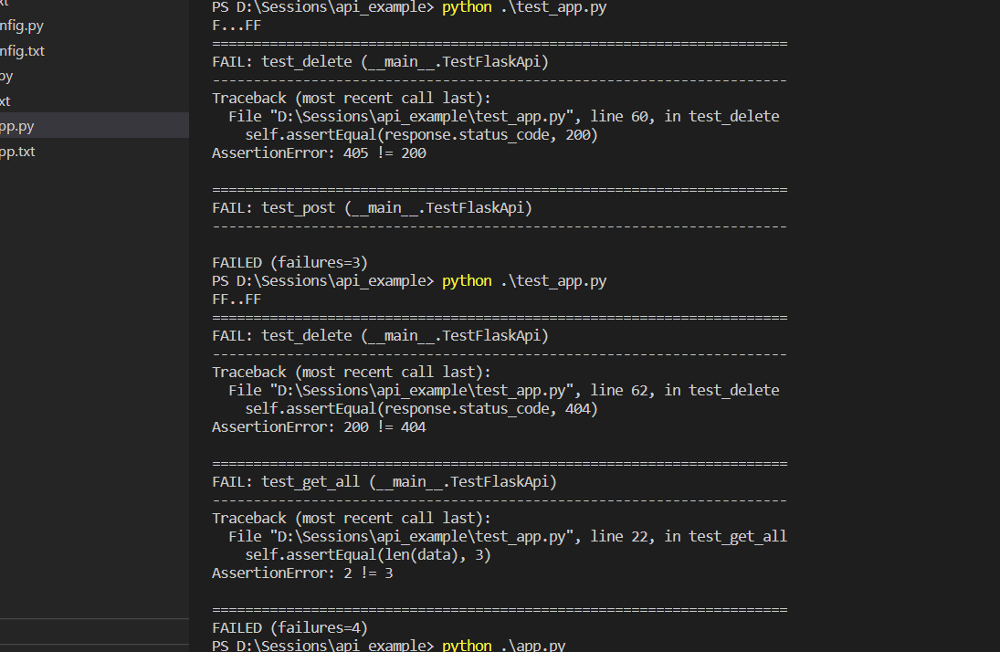 xt
nfig.py
nfig.txt
py
xt
pp.py
pp.txt
PS D:\Sessions\api_example> python .\test_app.py
F...FF
======================================================================
FAIL: test_delete (__main__.TestFlaskApi)
----------------------------------------------------------------------
Traceback (most recent call last):
  File "D:\Sessions\api_example\test_app.py", line 60, in test_delete
    self.assertEqual(response.status_code, 200)
AssertionError: 405 != 200
======================================================================
FAIL: test_post (__main__.TestFlaskApi)
----------------------------------------------------------------------
FAILED (failures=3)
PS D:\Sessions\api_example> python .\test_app.py
FF..FF
======================================================================
FAIL: test_delete (__main__.TestFlaskApi)
----------------------------------------------------------------------
Traceback (most recent call last):
  File "D:\Sessions\api_example\test_app.py", line 62, in test_delete
    self.assertEqual(response.status_code, 404)
AssertionError: 200 != 404
======================================================================
FAIL: test_get_all (__main__.TestFlaskApi)
----------------------------------------------------------------------
Traceback (most recent call last):
  File "D:\Sessions\api_example\test_app.py", line 22, in test_get_all
    self.assertEqual(len(data), 3)
AssertionError: 2 != 3
======================================================================
FAILED (failures=4)
PS D:\Sessions\api_example> python .\app.py